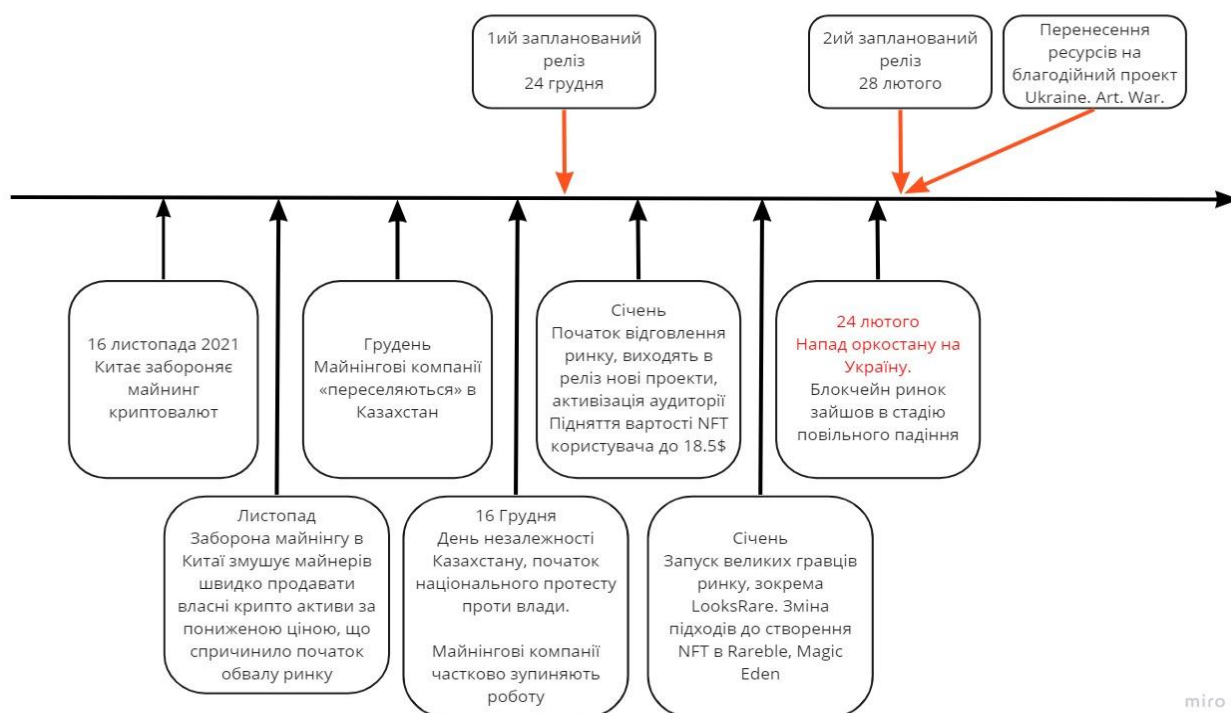 1ий запланований
реліз
24 грудня
2ий запланований
реліз
28 лютого
Перенесення
ресурсів на
благодійний проект
Ukraine. Art. War.
16 листопада 2021
Китає забороняє
майнинг
криптовалют
Грудень
Майнінгові компанії
«переселяються» в
Казахстан
Січень
Початок відговлення
ринку, виходять в
реліз нові проекти,
активізація аудиторії
Підняття вартості NFT
користувача до 18.5$
24 лютого
Напад оркостану на
Україну.
Блокчейн ринок
зайшов в стадію
повільного падіння
Листопад
Заборона майнінгу в
Китаї змушує майнерів
швидко продавати
власні крипто активи за
пониженою ціною, що
спричинило початок
обвалу ринку
16 Грудня
День незалежності
Казахстану, початок
національного протесту
проти влади.
Майнінгові компанії
частково зупиняють
роботу
Січень
Запуск великих гравців
ринку, зокрема
LooksRare. Зміна
підходів до створення
NFT в Rareble, Magic
Eden
miro